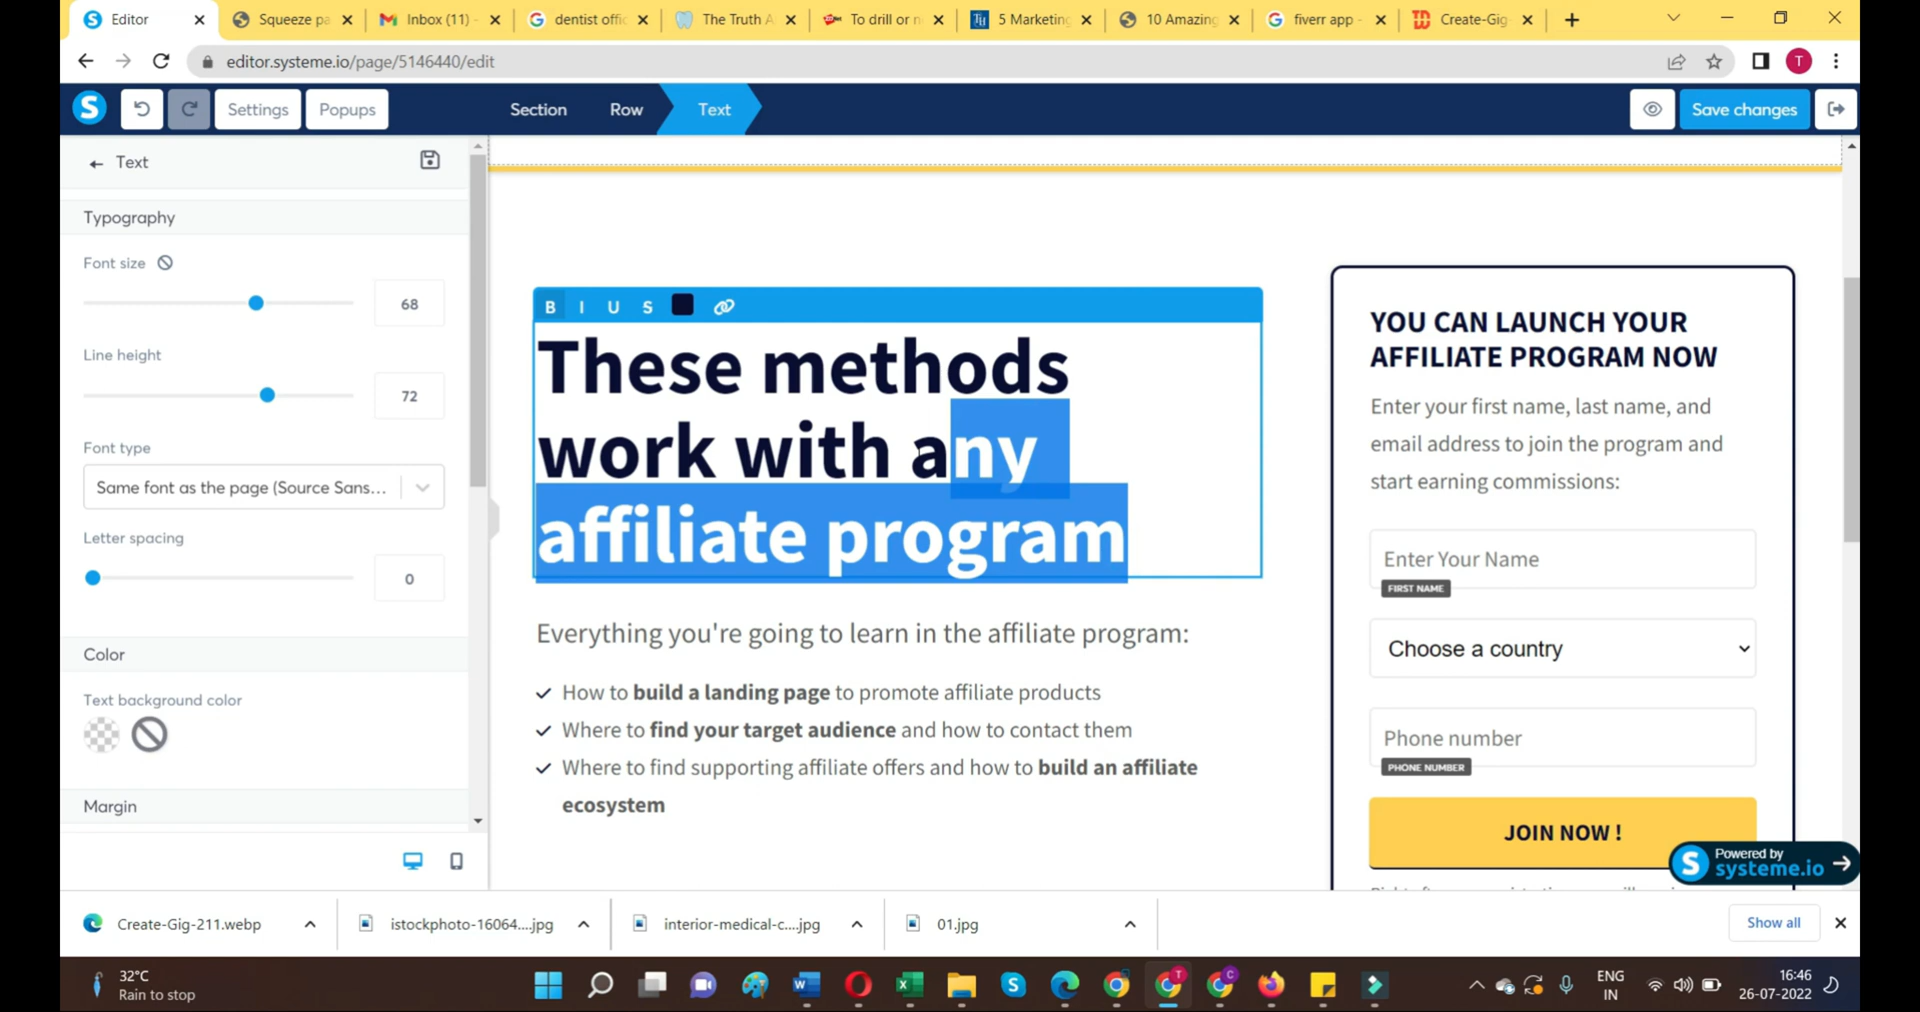 Editor
Squeeze pa
Inbox (11) -
dentist offic
The Truth A
To drill or n
5 Marketing
10 Amazing
fiverr app -
Create-Gig
editor.systeme.io/page/5146440/edit
T
S
Settings
Popups
Section
Row
Text
Save changes
Text
Typography
Font size
68
Line height
72
Font type
Same font as the page (Source Sans...
Letter spacing
0
Color
Text background color
Margin
B I U S
These methods
work with any
affiliate program
Everything you're going to learn in the affiliate program:
How to build a landing page to promote affiliate products
Where to find your target audience and how to contact them
Where to find supporting affiliate offers and how to build an affiliate
ecosystem
YOU CAN LAUNCH YOUR
AFFILIATE PROGRAM NOW
Enter your first name, last name, and
email address to join the program and
start earning commissions:
Enter Your Name
FIRST NAME
Choose a country
Phone number
PHONE NUMBER
JOIN NOW !
Powered by
systeme.io
Create-Gig-211.webp
istockphoto-16064....jpg
interior-medical-c....jpg
01.jpg
Show all
32°C
Rain to stop
ENG
IN
16:46
26-07-2022